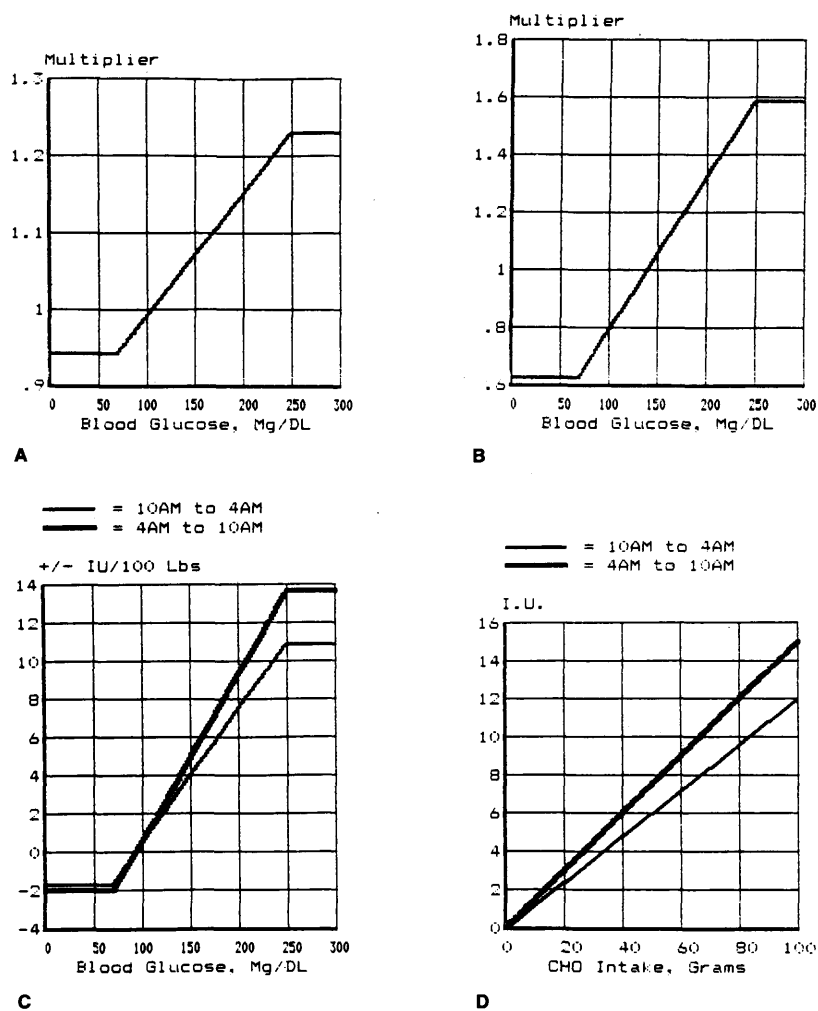 Multiplier
1.3
1.2
1.1
1
.9
0 50 100 150 200 250 300
Blood Glucose, Mg/DL
A
Multiplier
1.8
1.6
1.4
1.2
1
.8
.6
0 50 100 150 200 250 300
Blood Glucose, Mg/DL
B
= 10AM to 4AM
= 4AM to 10AM
+/- IU/100 Lbs
14
12
10
8
6
4
2
0
-2
-4
0 50 100 150 200 250 300
Blood Glucose, Mg/DL
C
= 10AM to 4AM
= 4AM to 10AM
I.U.
16
14
12
10
8
6
4
2
0
0 20 40 60 80 100
CHO Intake, Grams
D